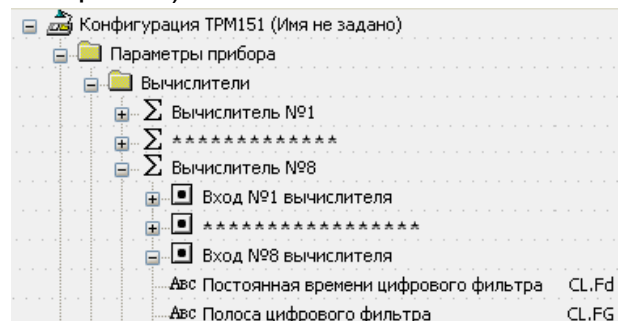 Конфигурация ТРМ151 (Имя не задано)
Параметры прибора
Вычислители
Вычислитель №1
*************
Вычислитель №8
Вход №1 вычислителя
*****************
Вход №8 вычислителя
Авс Постоянная времени цифрового фильтра CL.Fd
Авс Полоса цифрового фильтра CL.FG